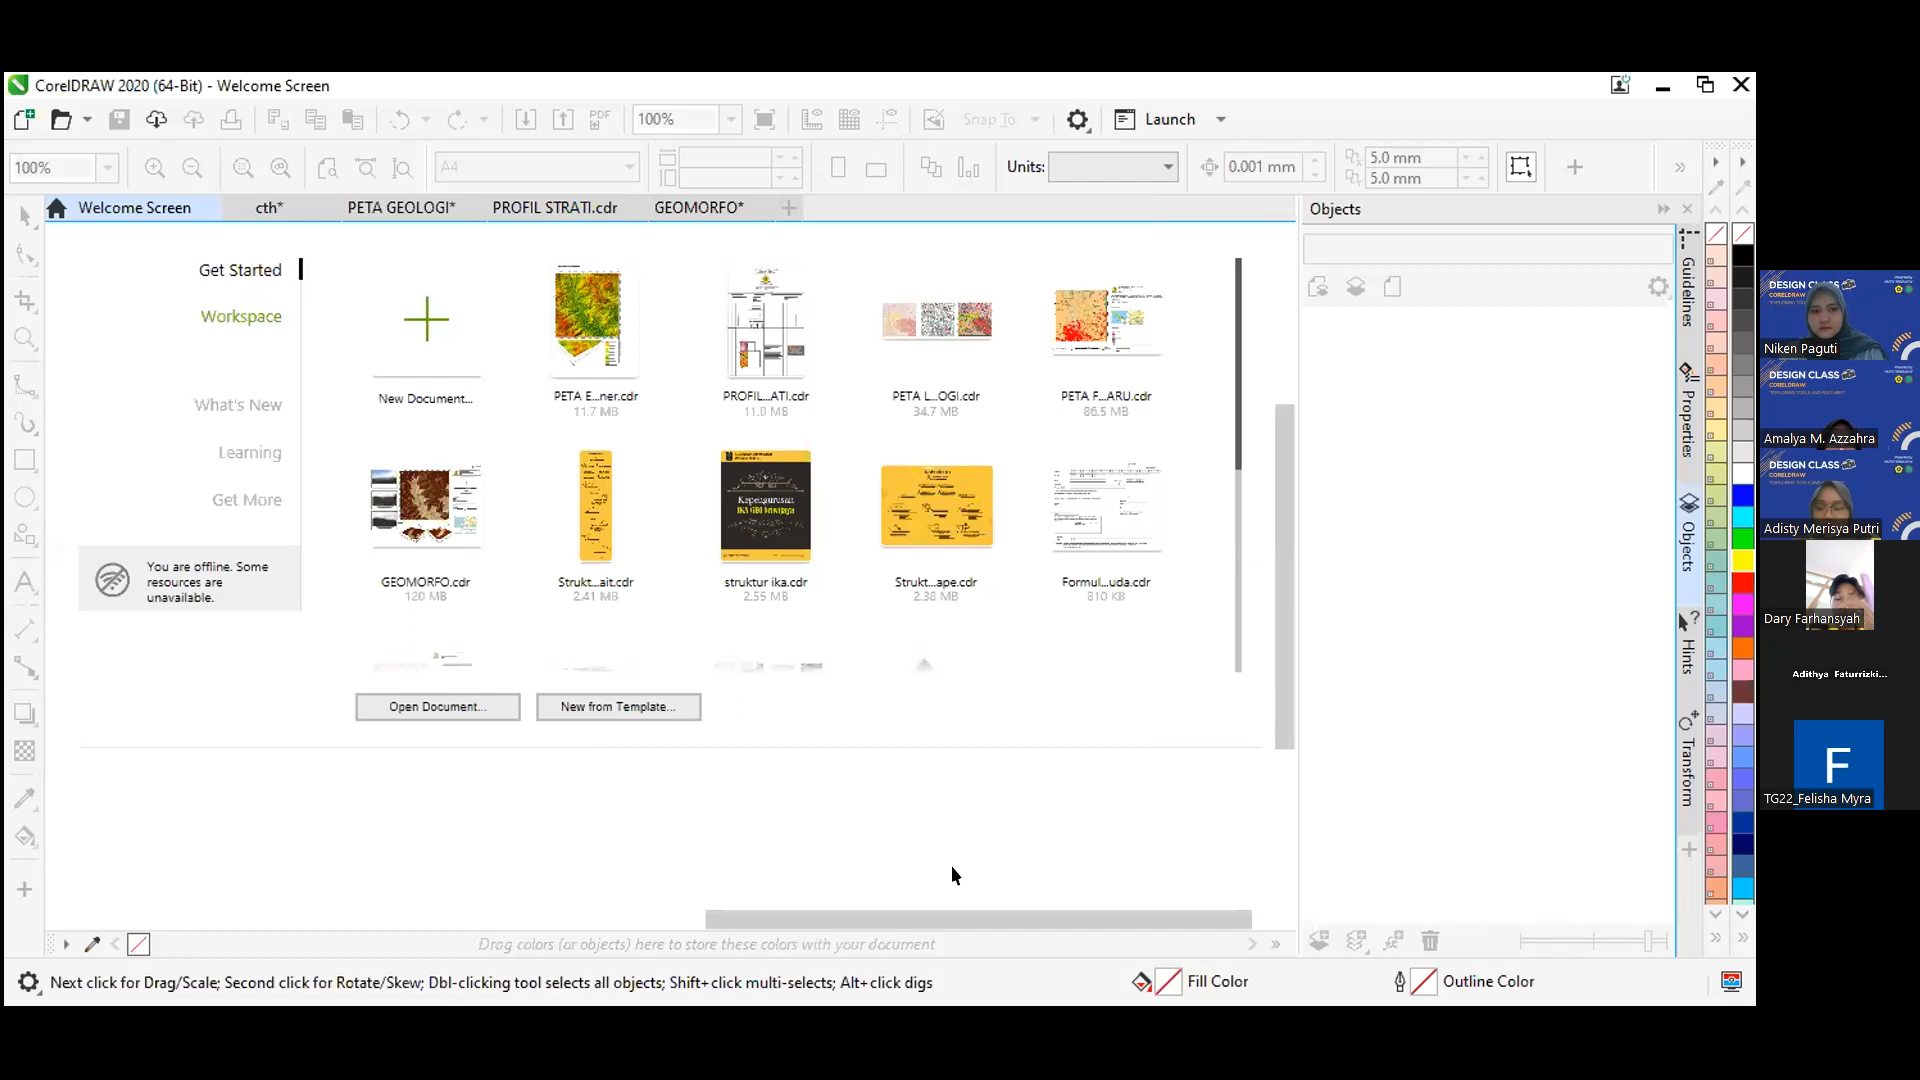 CorelDRAW 2020 (64-Bit) - Welcome Screen
PDF
100%
Snap To
Launch
100%
A4
Units:
0.001 mm
5.0 mm
5.0 mm
Welcome Screen
cth*
PETA GEOLOGI*
PROFIL STRATI.cdr
GEOMORFO*
Objects
Get Started
Workspace
What's New
Learning
Get More
You are offline. Some
resources are
unavailable.
New Document...
PETA E...ner.cdr
11.7 MB
PROFIL...ATI.cdr
11.0 MB
PETA L...OGI.cdr
34.7 MB
PETA F...ARU.cdr
86.5 MB
GEOMORFO.cdr
120 MB
Strukt...ait.cdr
2.41 MB
Kepengurusan
struktur ika.cdr
2.55 MB
Strukt...ape.cdr
2.38 MB
Formul...uda.cdr
810 KB
Open Document...
New from Template...
Guidelines
Properties
Objects
Hints
Transform
Drag colors (or objects) here to store these colors with your document
Next click for Drag/Scale; Second click for Rotate/Skew; Dbl-clicking tool selects all objects; Shift+click multi-selects; Alt+click digs
Fill Color
Outline Color
DESIGN CLASS
CORELDRAW
Niken Paguti
DESIGN CLASS
CORELDRAW
Amalya M. Azzahra
DESIGN CLASS
CORELDRAW
Adisty Merisya Putri
Dary Farhansyah
Adithya Faturrizki...
F
TG22_Felisha Myra